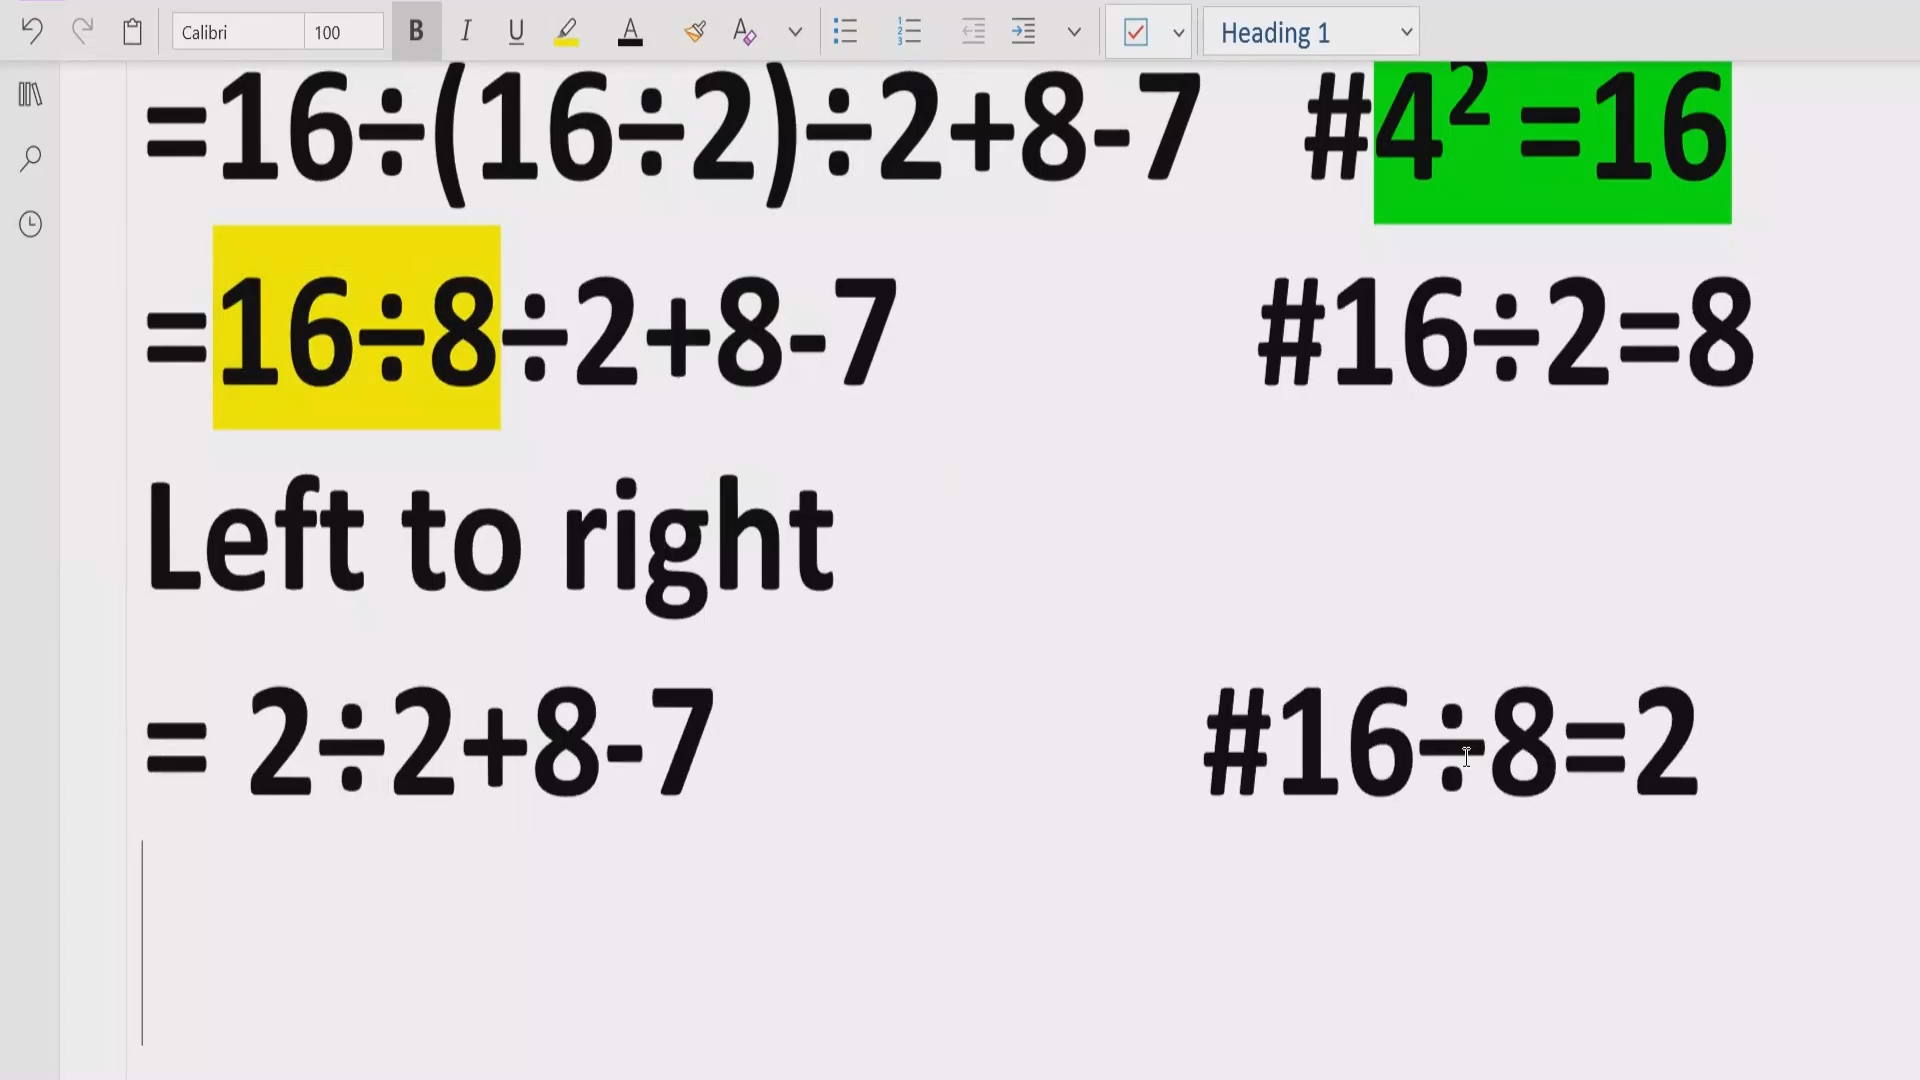 Calibri 100 B I U A A Heading 1
=16÷(16÷2)÷2+8-7 #4² =16
=16÷8÷2+8-7 #16÷2=8
Left to right
= 2÷2+8-7 #16÷8=2